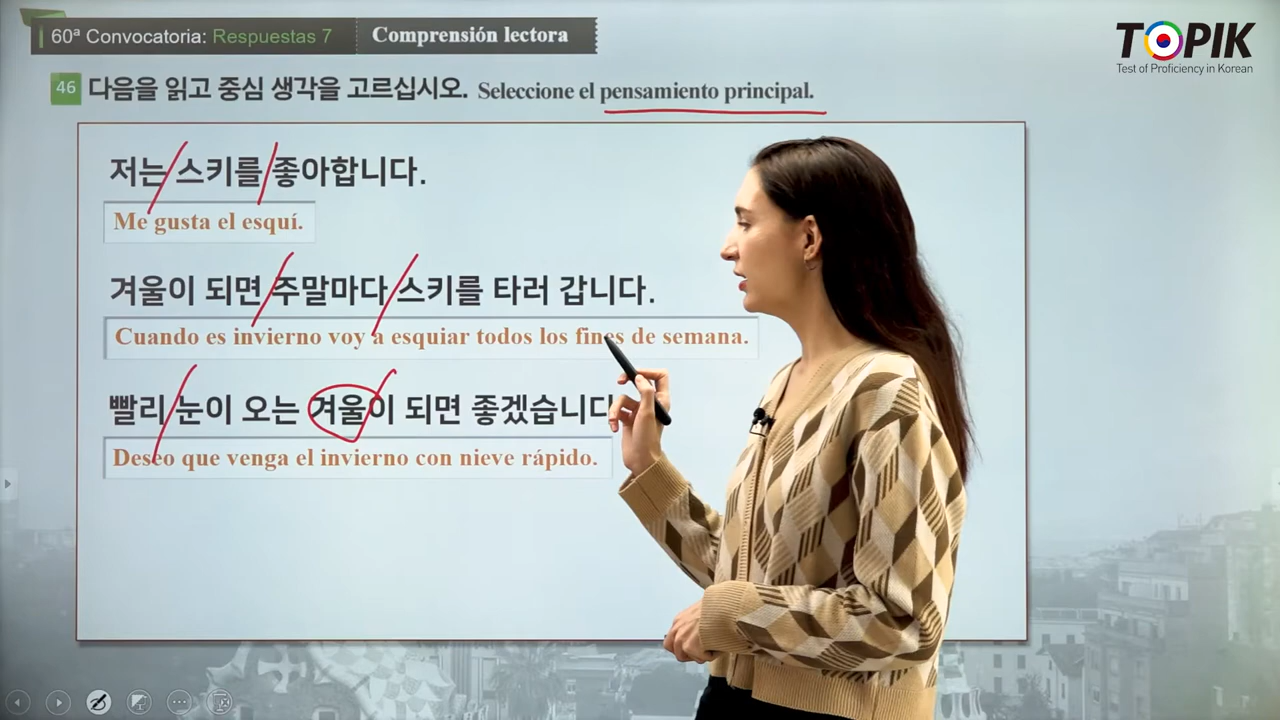 60ª Convocatoria: Respuestas 7 Comprensión lectora
TOPIK
Test of Proficiency in Korean
46 다음을 읽고 중심 생각을 고르십시오. Seleccione el pensamiento principal.
저는 스키를 좋아합니다.
Me gusta el esquí.
겨울이 되면 주말마다 스키를 타러 갑니다.
Cuando es invierno voy a esquiar todos los fines de semana.
빨리 눈이 오는 겨울이 되면 좋겠습니다
Deseo que venga el invierno con nieve rápido.